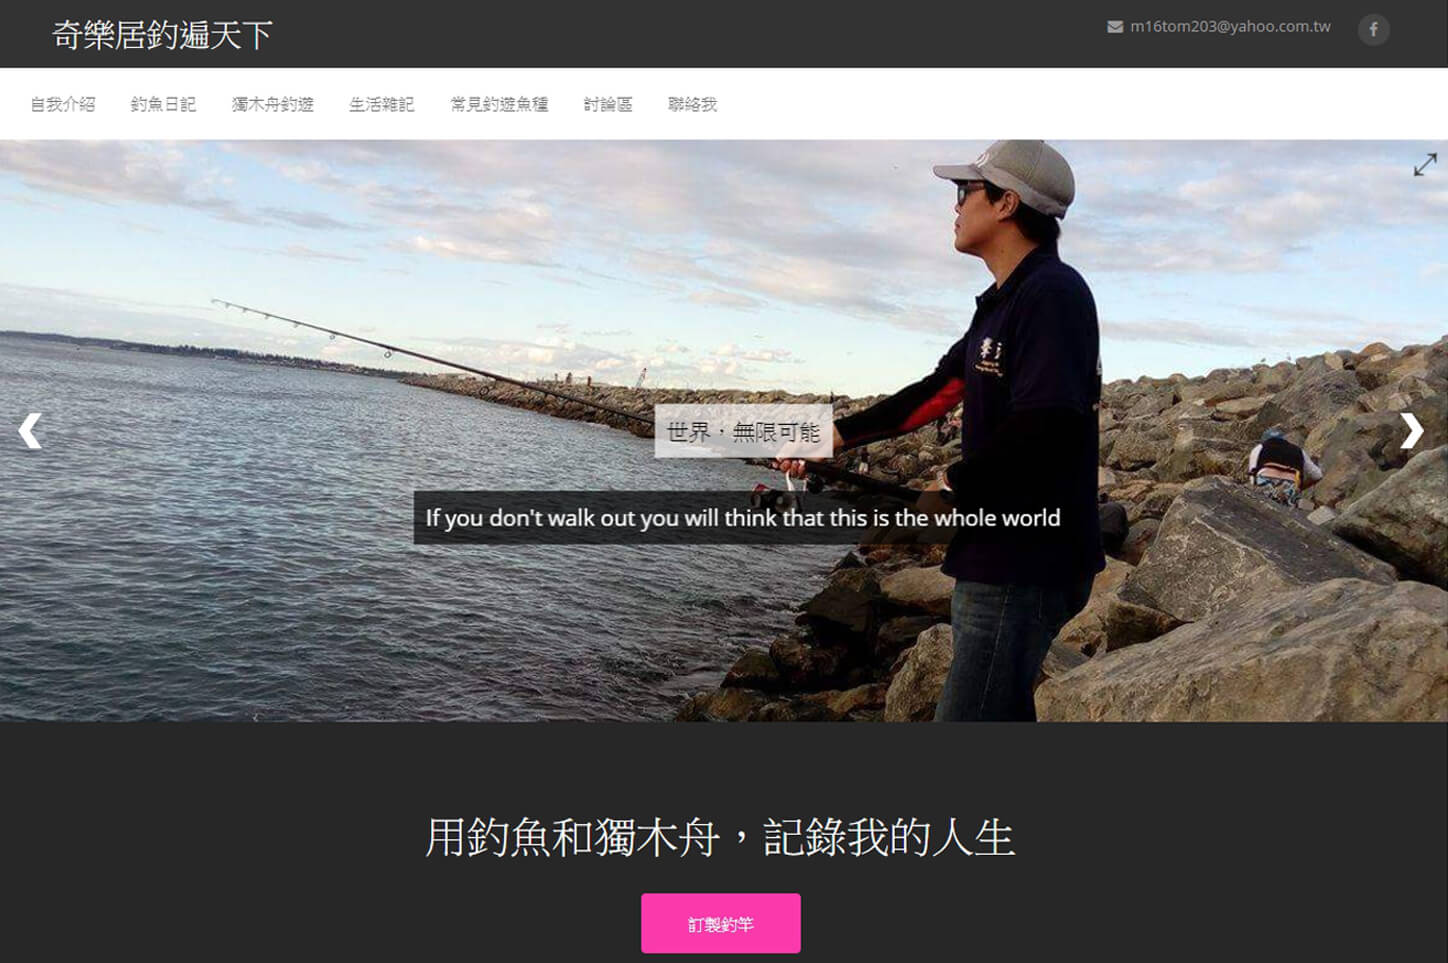 奇樂居釣遍天下
m16tom203@yahoo.com.tw
自我介绍 釣魚日記 獨木舟釣遊 生活雜記 常見釣遊魚種 討論區 聯絡我
世界，無限可能
If you don't walk out you will think that this is the whole world
用釣魚和獨木舟，記錄我的人生
訂製釣竿